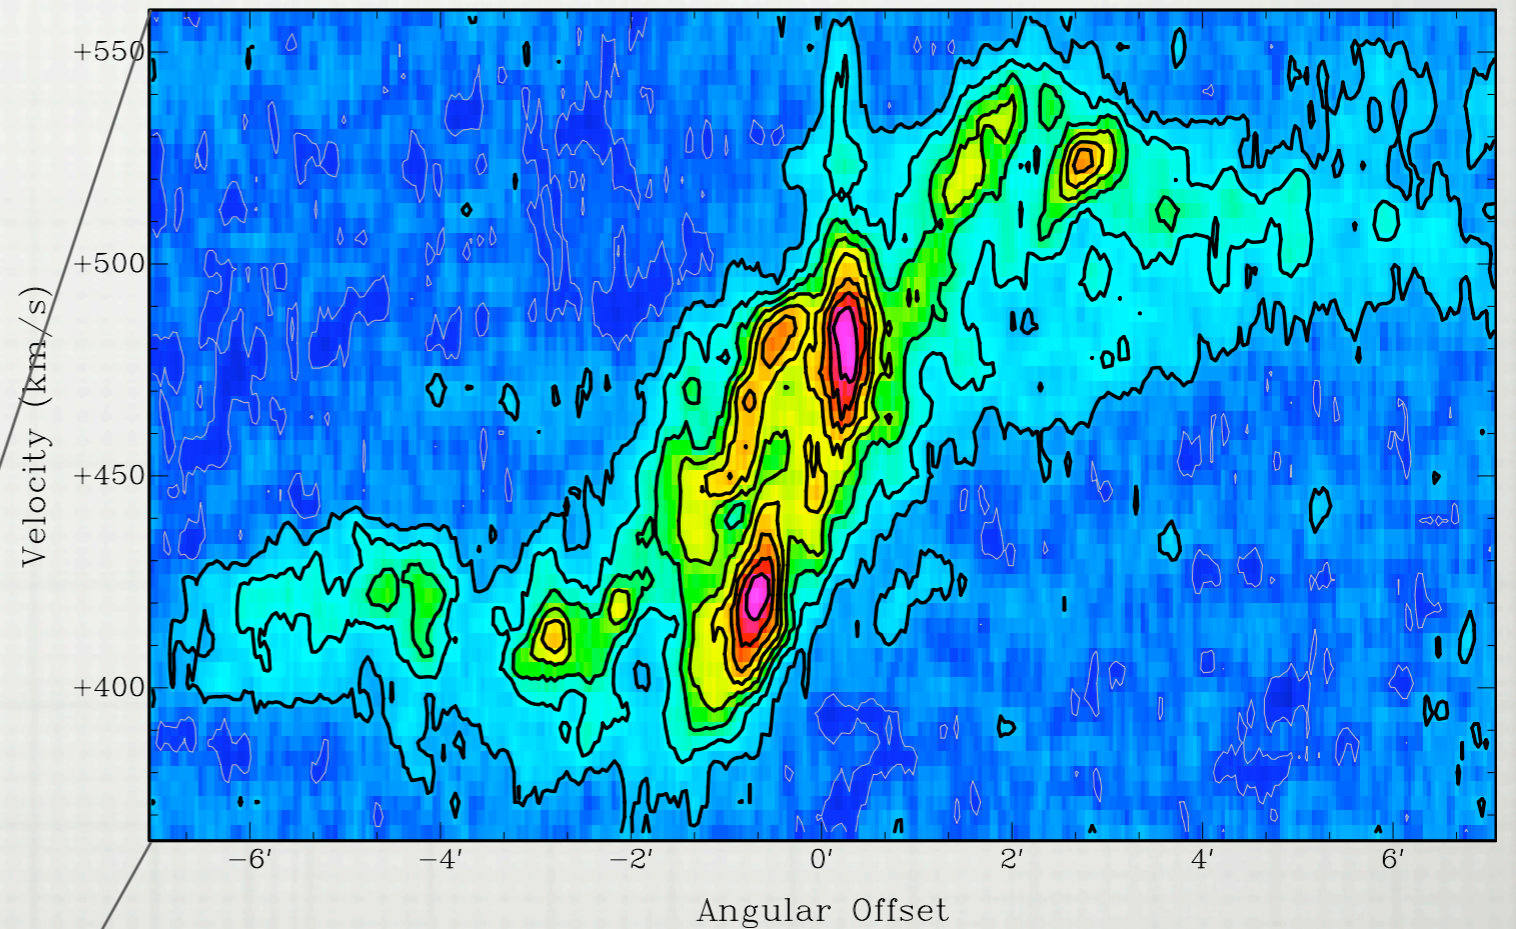 +550
+500
+450
+400
Velocity (km/s)
−6′ −4′ −2′ 0′ 2′ 4′ 6′
Angular Offset